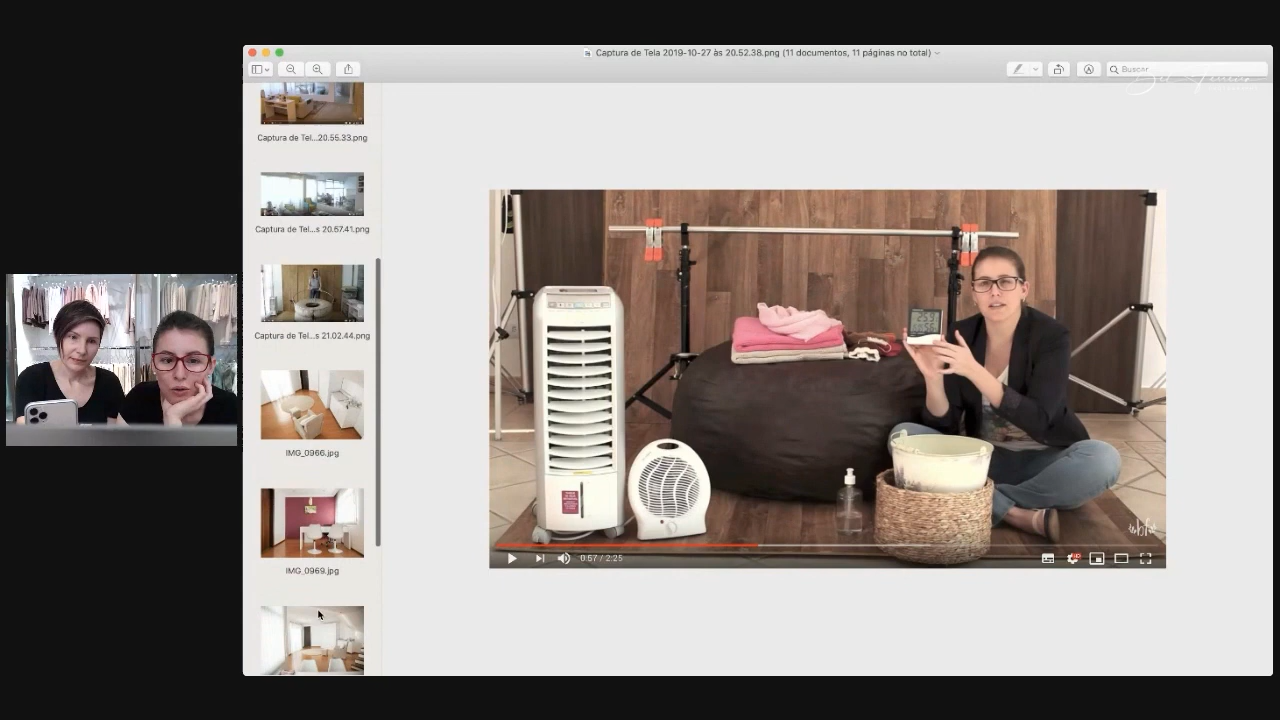 Captura de Tela 2019-10-27 às 20.52.38.png (11 documentos, 11 páginas no total)
Buscar
Captura de Tel...20.55.33.png
Captura de Tel...s 20.57.41.png
Captura de Tel...s 21.02.44.png
IMG_0966.jpg
IMG_0969.jpg
0:57 / 2:25